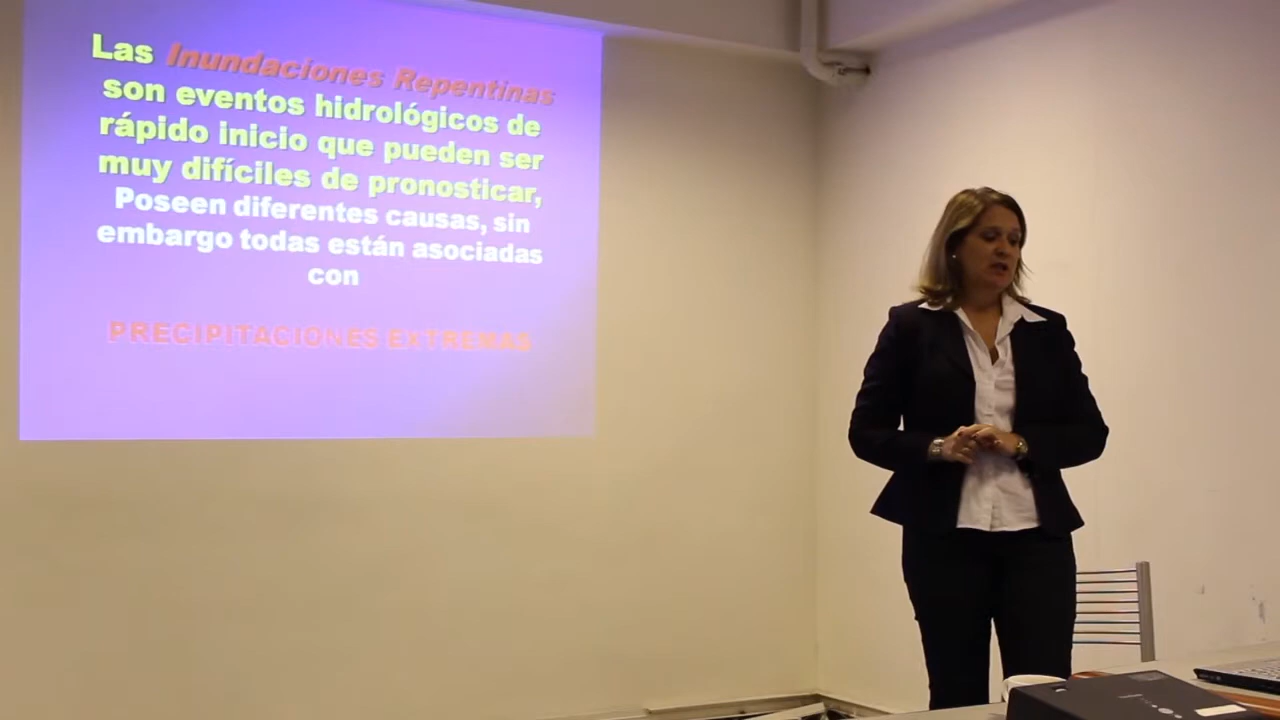 Las Inundaciones Repentinas
son eventos hidrológicos de
rápido inicio que pueden ser
muy difíciles de pronosticar,
Poseen diferentes causas, sin
embargo todas están asociadas
con
PRECIPITACIONES EXTREMAS